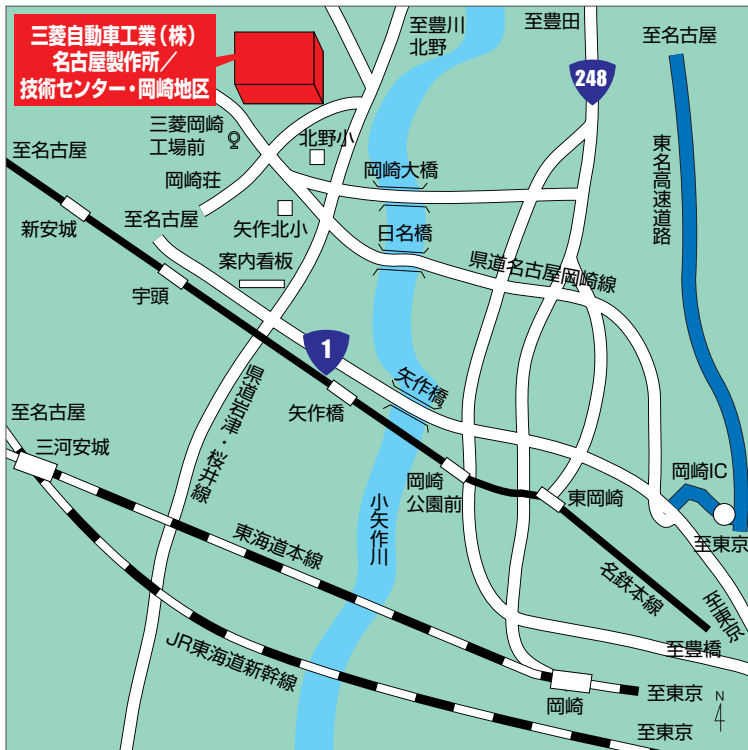 三菱自動車工業(株)
名古屋製作所／
技術センター・岡崎地区
至豊川
北野
至豊田
至名古屋
248
三菱岡崎
工場前
北野小
至名古屋
岡崎荘
岡崎大橋
東名高速道路
新安城
至名古屋
矢作北小
日名橋
案内看板
県道名古屋岡崎線
宇頭
1
矢作橋
県道岩津・桜井線
矢作橋
至名古屋
三河安城
岡崎
公園前
岡崎IC
東岡崎
小矢作川
東海道本線
至東京
名鉄本線
至東京
至豊橋
JR東海道新幹線
岡崎
至東京
N
至東京